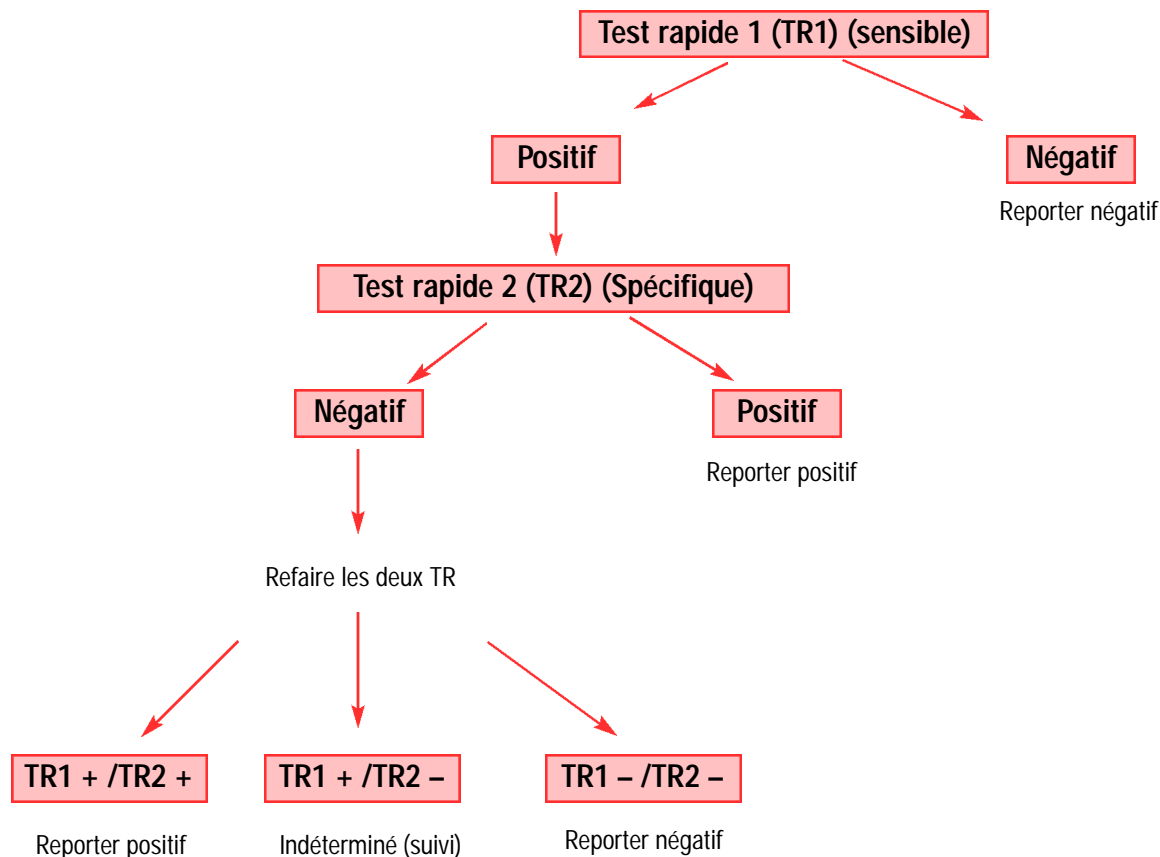 Test rapide 1 (TR1) (sensible)
Positif
Négatif
Reporter négatif
Test rapide 2 (TR2) (Spécifique)
Négatif
Positif
Reporter positif
Refaire les deux TR
TR1 + /TR2 +
TR1 + /TR2 –
TR1 – /TR2 –
Reporter positif
Indéterminé (suivi)
Reporter négatif